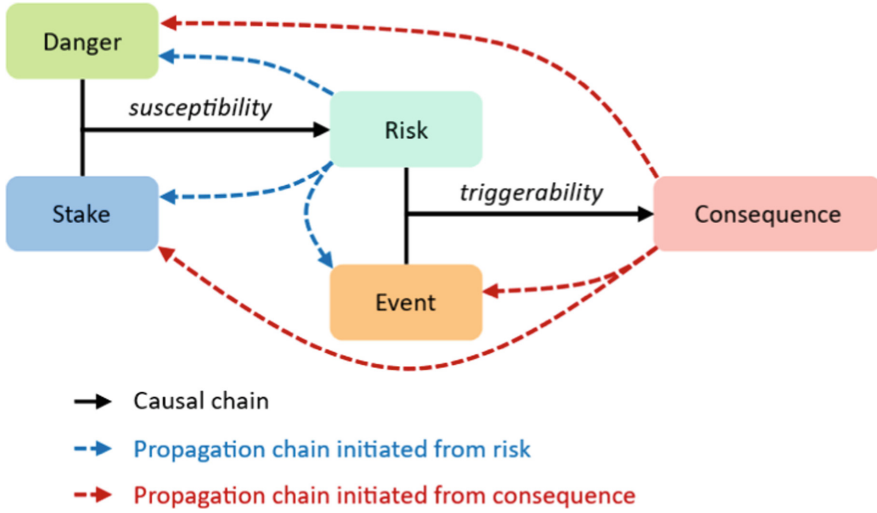 Danger
susceptibility
Risk
Stake
triggerability
Consequence
Event
Causal chain
Propagation chain initiated from risk
Propagation chain initiated from consequence